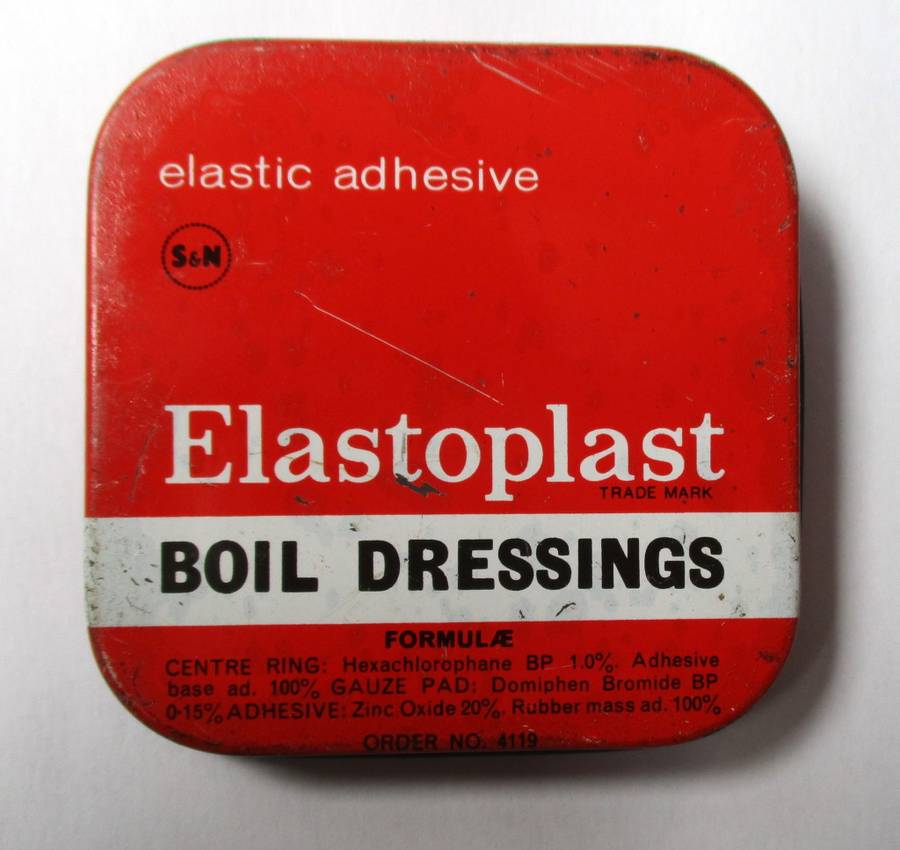 elastic adhesive
S&N
Elastoplast
TRADE MARK
BOIL DRESSINGS
FORMULÆ
CENTRE RING: Hexachlorophane BP 1.0%. Adhesive
base ad. 100% GAUZE PAD: Domiphen Bromide BP
0·15% ADHESIVE: Zinc Oxide 20%. Rubber mass ad. 100%
ORDER NO. 4119